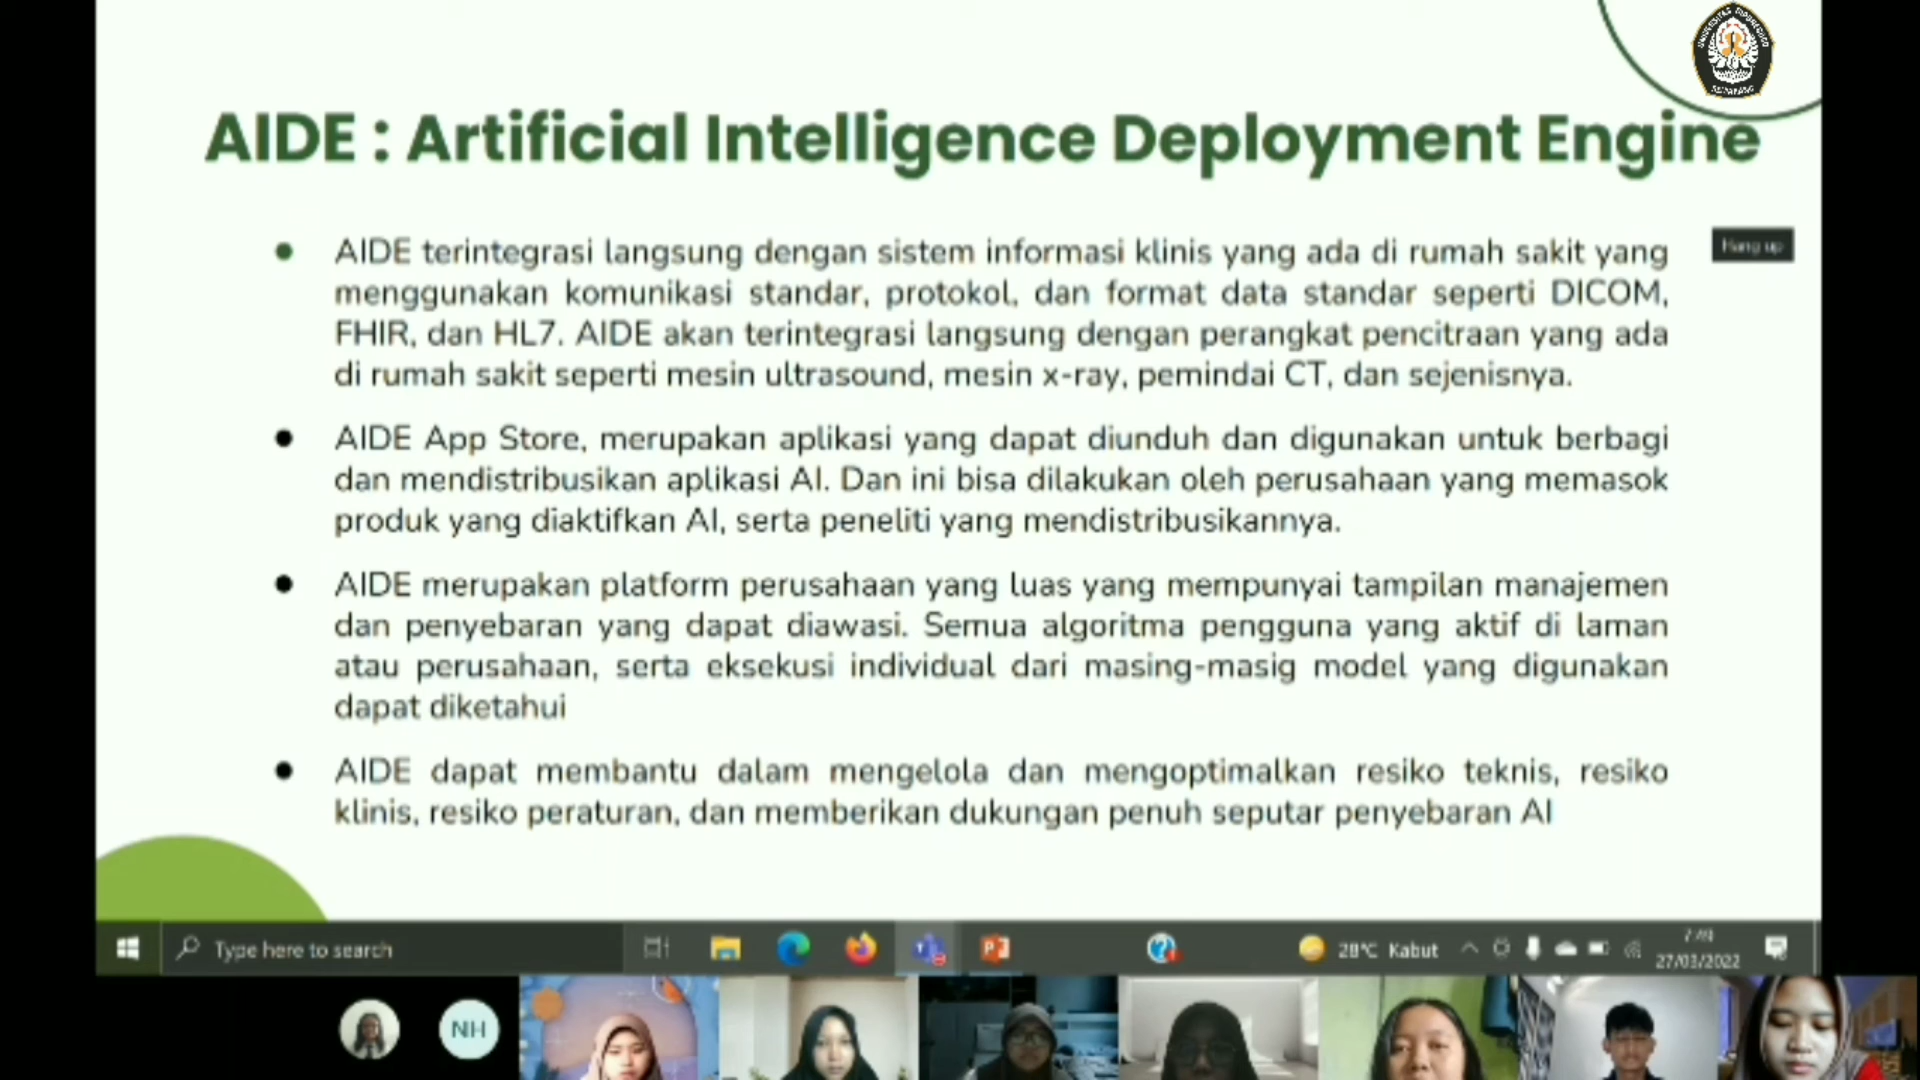 UNIVERSITAS DIPONEGORO
SEMARANG
AIDE : Artificial Intelligence Deployment Engine
Hang up
AIDE terintegrasi langsung dengan sistem informasi klinis yang ada di rumah sakit yang
menggunakan komunikasi standar, protokol, dan format data standar seperti DICOM,
FHIR, dan HL7. AIDE akan terintegrasi langsung dengan perangkat pencitraan yang ada
di rumah sakit seperti mesin ultrasound, mesin x-ray, pemindai CT, dan sejenisnya.
AIDE App Store, merupakan aplikasi yang dapat diunduh dan digunakan untuk berbagi
dan mendistribusikan aplikasi AI. Dan ini bisa dilakukan oleh perusahaan yang memasok
produk yang diaktifkan AI, serta peneliti yang mendistribusikannya.
AIDE merupakan platform perusahaan yang luas yang mempunyai tampilan manajemen
dan penyebaran yang dapat diawasi. Semua algoritma pengguna yang aktif di laman
atau perusahaan, serta eksekusi individual dari masing-masig model yang digunakan
dapat diketahui
AIDE dapat membantu dalam mengelola dan mengoptimalkan resiko teknis, resiko
klinis, resiko peraturan, dan memberikan dukungan penuh seputar penyebaran AI
Type here to search
28°C Kabut
27/03/2022
NH